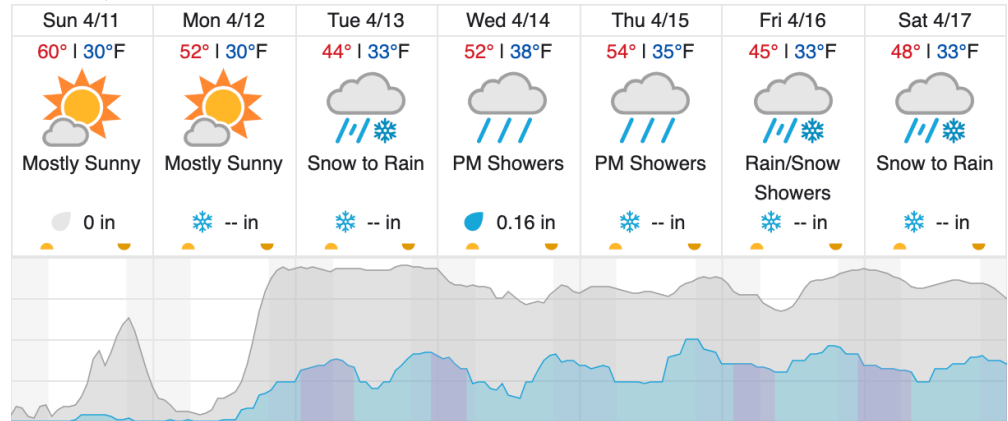 Sun 4/11
Mon 4/12
Tue 4/13
Wed 4/14
Thu 4/15
Fri 4/16
Sat 4/17
60° | 30°F
52° | 30°F
44° | 33°F
52° | 38°F
54° | 35°F
45° | 33°F
48° | 33°F
Mostly Sunny
Mostly Sunny
Snow to Rain
PM Showers
PM Showers
Rain/Snow
Showers
Snow to Rain
0 in
-- in
-- in
0.16 in
-- in
-- in
-- in